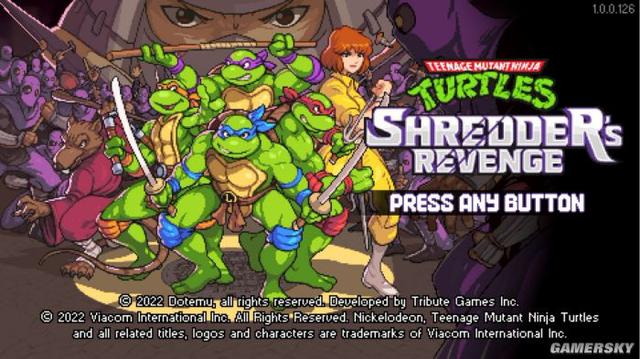 1.0.0.126
TEENAGE MUTANT NINJA
TURTLES
SHREDDER's
REVENGE
PRESS ANY BUTTON
© 2022 Dotemu, all rights reserved. Developed by Tribute Games Inc.
© 2022 Viacom International Inc. All Rights Reserved. Nickelodeon, Teenage Mutant Ninja Turtles
and all related titles, logos and characters are trademarks of Viacom International Inc.
GAMERSKY